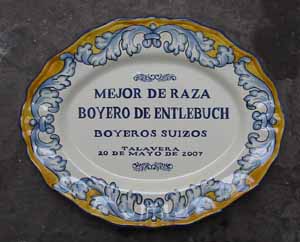 MEJOR DE RAZA
BOYERO DE ENTLEBUCH
BOYEROS SUIZOS
TALAVERA
20 DE MAYO DE 2007